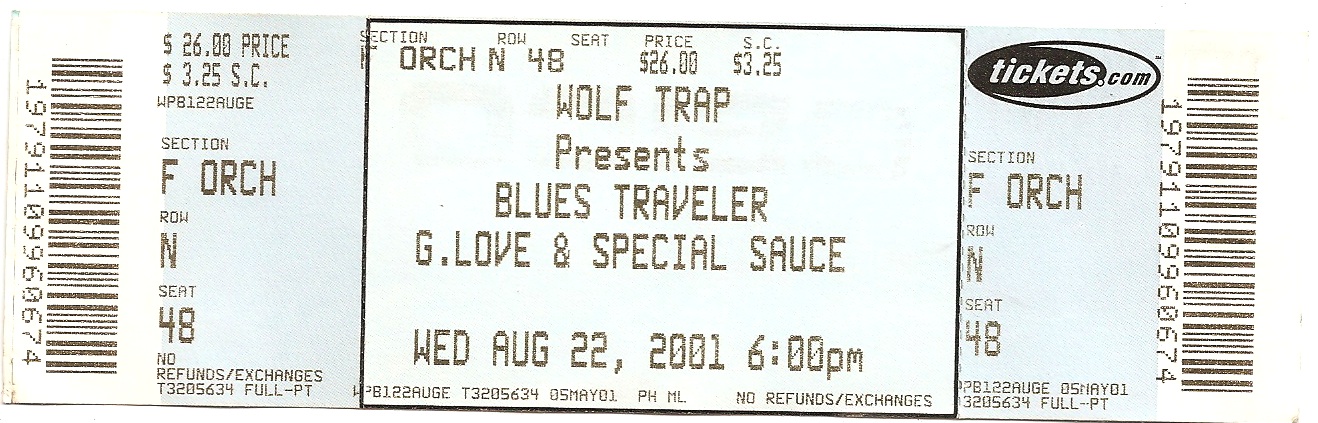 19791109960674
$ 26.00 PRICE
$ 3.25 S.C.
WPB122AUGE
SECTION
F ORCH
ROW
N
SEAT
48
NO
REFUNDS/EXCHANGES
T3205634 FULL-PT
SECTION ROW SEAT PRICE S.C.
F ORCH N 48 $26.00 $3.25
WOLF TRAP
Presents
BLUES TRAVELER
G.LOVE & SPECIAL SAUCE
WED AUG 22, 2001 6:00pm
WPB122AUGE T3205634 05MAY01 PH ML NO REFUNDS/EXCHANGES
tickets.com
SECTION
F ORCH
ROW
N
SEAT
48
PB122AUGE 05MAY01
3205634 FULL-PT
19791109960674